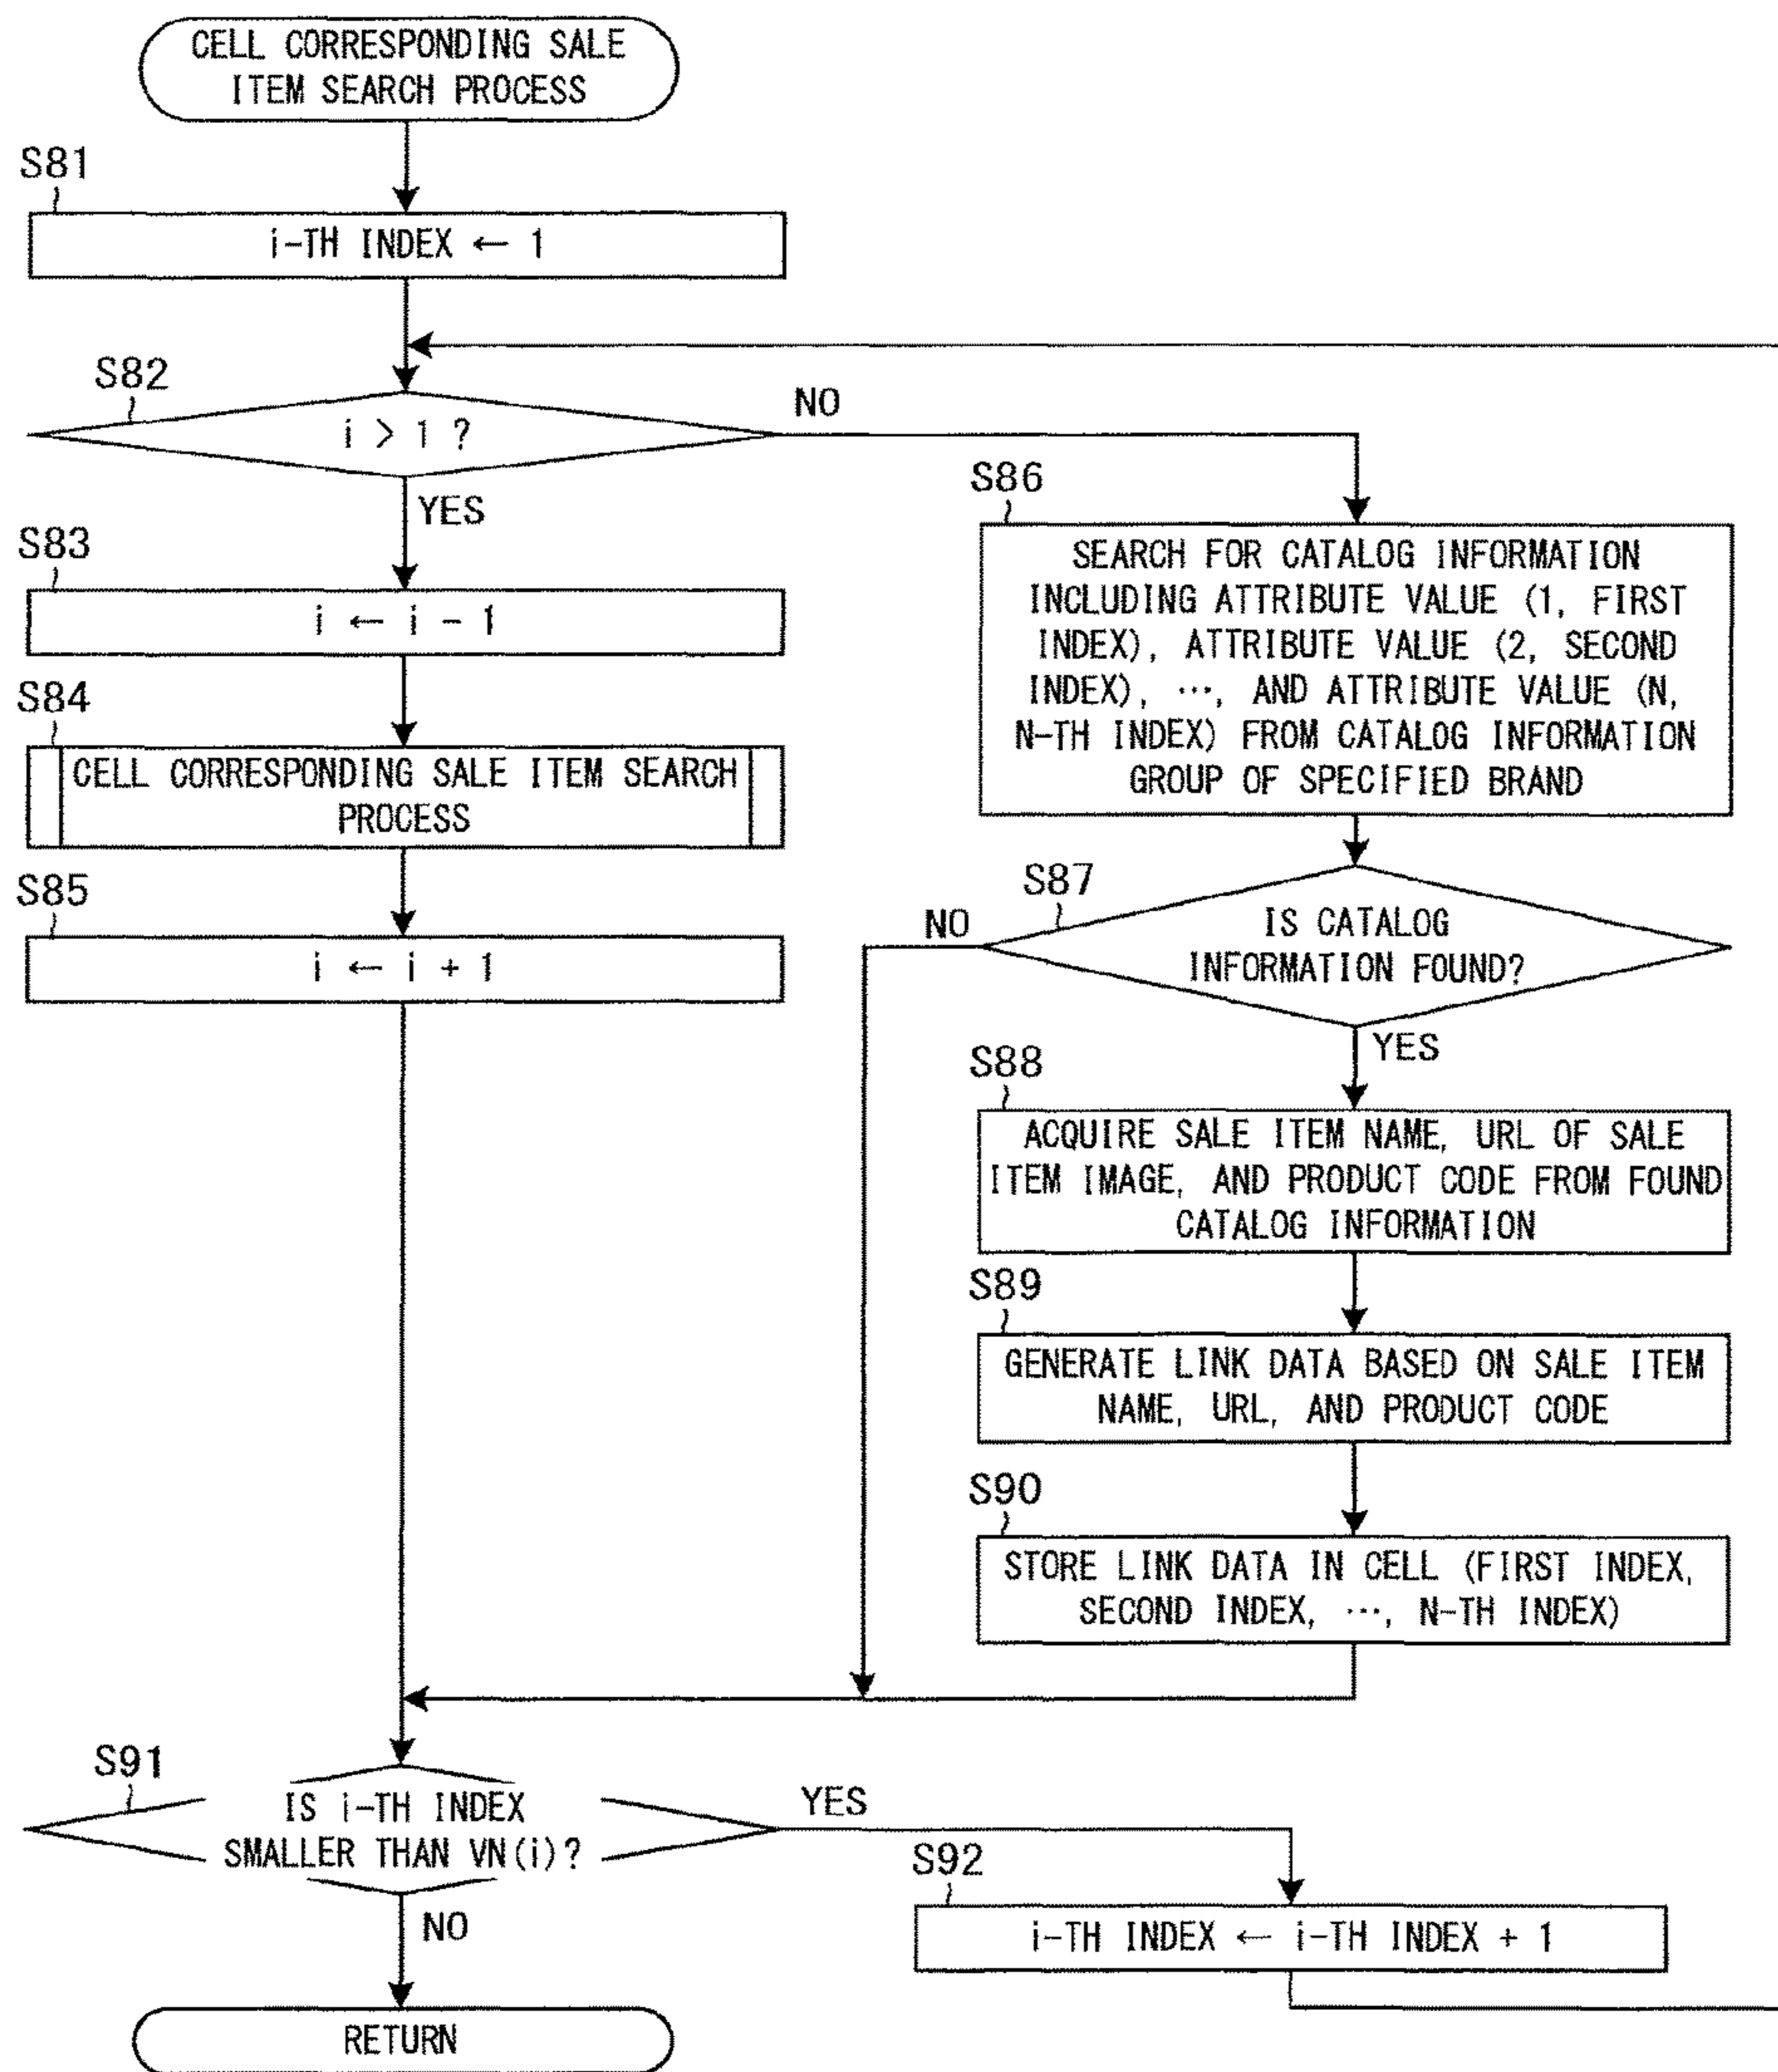 CELL CORRESPONDING SALE
ITEM SEARCH PROCESS
S81
i-TH INDEX ← 1
S82
i > 1 ?
NO
YES
S83
i ← i - 1
S84
CELL CORRESPONDING SALE ITEM SEARCH
PROCESS
S85
i ← i + 1
S86
SEARCH FOR CATALOG INFORMATION
INCLUDING ATTRIBUTE VALUE (1, FIRST
INDEX), ATTRIBUTE VALUE (2, SECOND
INDEX), ···, AND ATTRIBUTE VALUE (N,
N-TH INDEX) FROM CATALOG INFORMATION
GROUP OF SPECIFIED BRAND
S87
NO
IS CATALOG
INFORMATION FOUND?
YES
S88
ACQUIRE SALE ITEM NAME, URL OF SALE
ITEM IMAGE, AND PRODUCT CODE FROM FOUND
CATALOG INFORMATION
S89
GENERATE LINK DATA BASED ON SALE ITEM
NAME, URL, AND PRODUCT CODE
S90
STORE LINK DATA IN CELL (FIRST INDEX,
SECOND INDEX, ···, N-TH INDEX)
S91
IS i-TH INDEX
SMALLER THAN VN(i)?
YES
NO
S92
i-TH INDEX ← i-TH INDEX + 1
RETURN